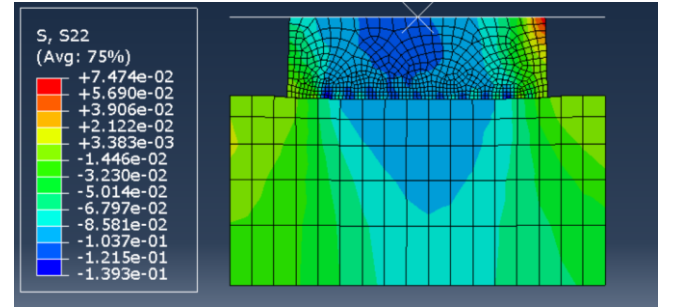 S, S22
(Avg: 75%)
+7.474e-02
+5.690e-02
+3.906e-02
+2.122e-02
+3.383e-03
-1.446e-02
-3.230e-02
-5.014e-02
-6.797e-02
-8.581e-02
-1.037e-01
-1.215e-01
-1.393e-01